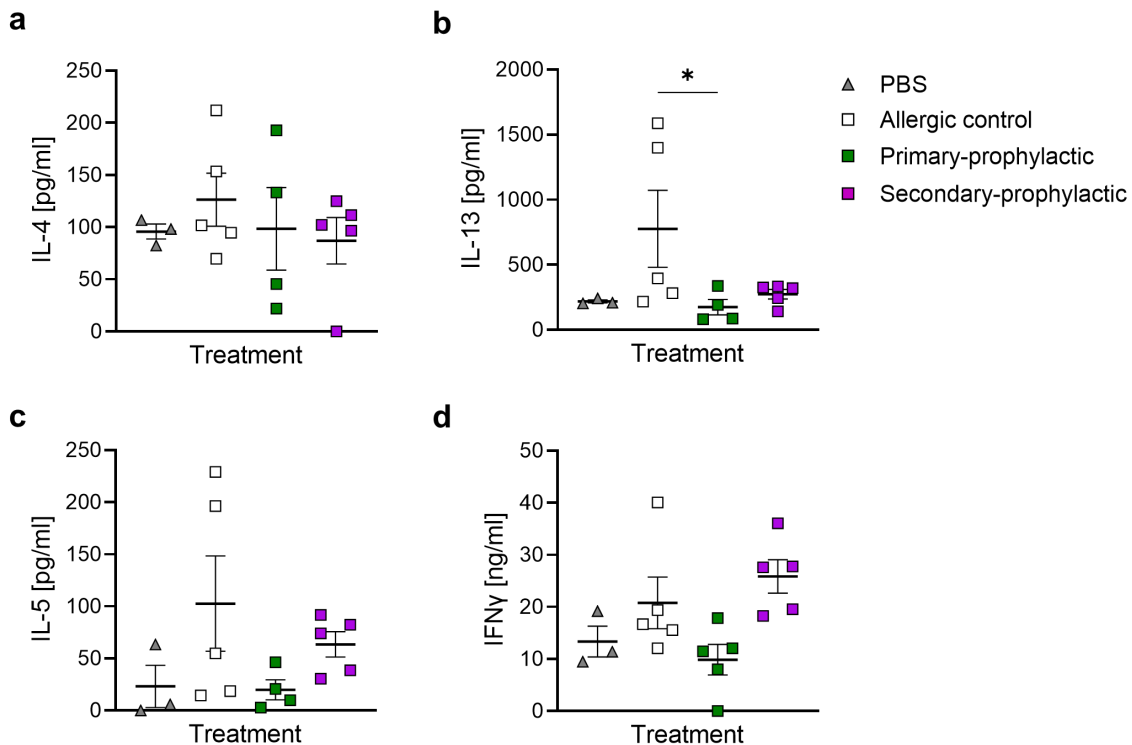 a
250
200
150
100
50
0
IL-4 [pg/ml]
Treatment
b
2000
1500
1000
500
0
IL-13 [pg/ml]
*
Treatment
PBS
Allergic control
Primary-prophylactic
Secondary-prophylactic
c
250
200
150
100
50
0
IL-5 [pg/ml]
Treatment
d
50
40
30
20
10
0
IFNγ [ng/ml]
Treatment